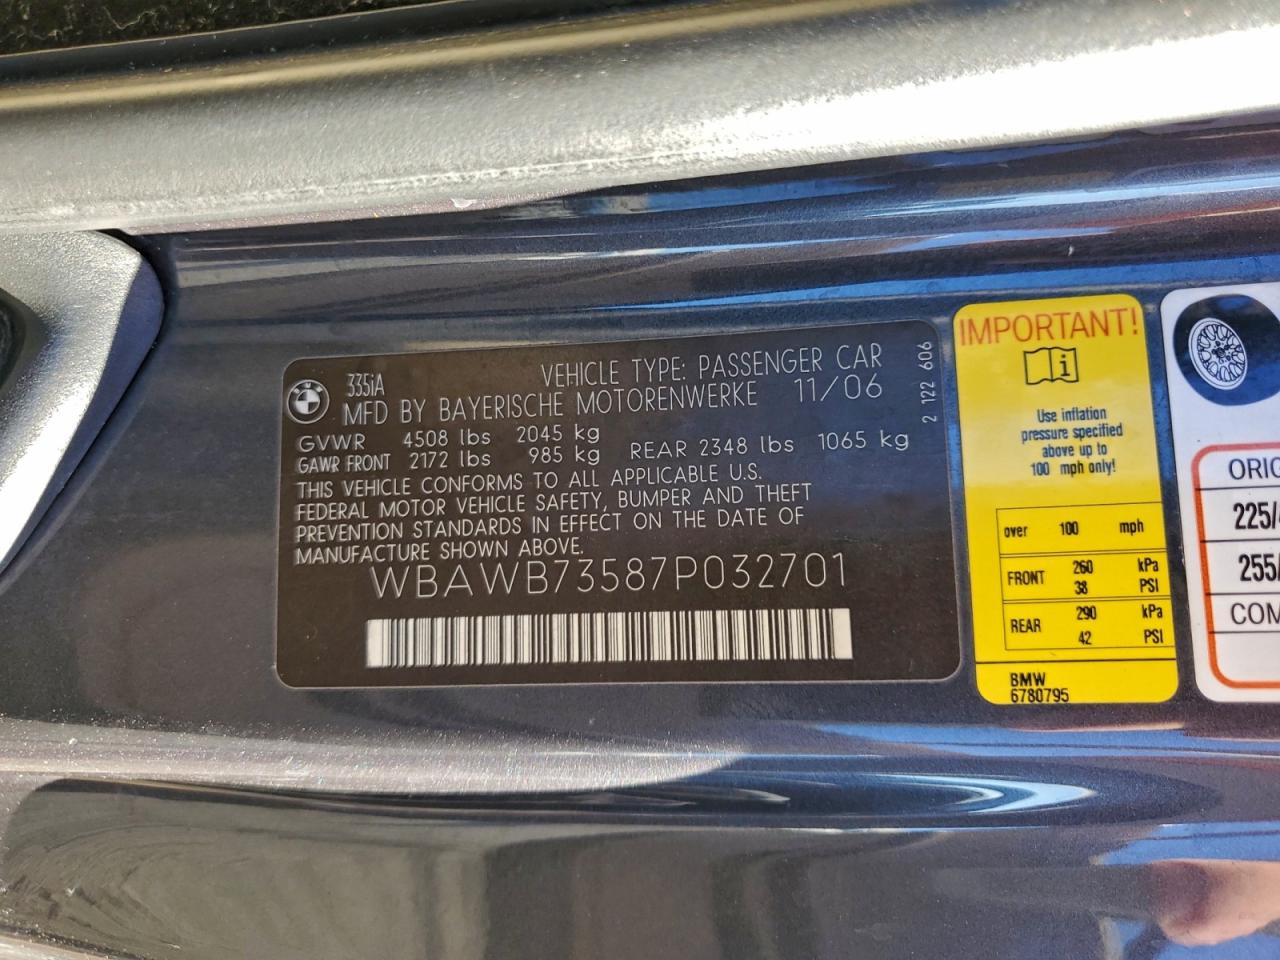 335iA
VEHICLE TYPE: PASSENGER CAR
MFD BY BAYERISCHE MOTORENWERKE 11/06
GVWR 4508 lbs 2045 kg
GAWR FRONT 2172 lbs 985 kg REAR 2348 lbs 1065 kg
THIS VEHICLE CONFORMS TO ALL APPLICABLE U.S.
FEDERAL MOTOR VEHICLE SAFETY, BUMPER AND THEFT
PREVENTION STANDARDS IN EFFECT ON THE DATE OF
MANUFACTURE SHOWN ABOVE.
WBAWB73587P032701
2 122 606
IMPORTANT!
i
Use inflation
pressure specified
above up to
100 mph only!
over 100 mph
FRONT 260 kPa
38 PSI
REAR 290 kPa
42 PSI
BMW
6780795
ORIG
225/
255/
COM